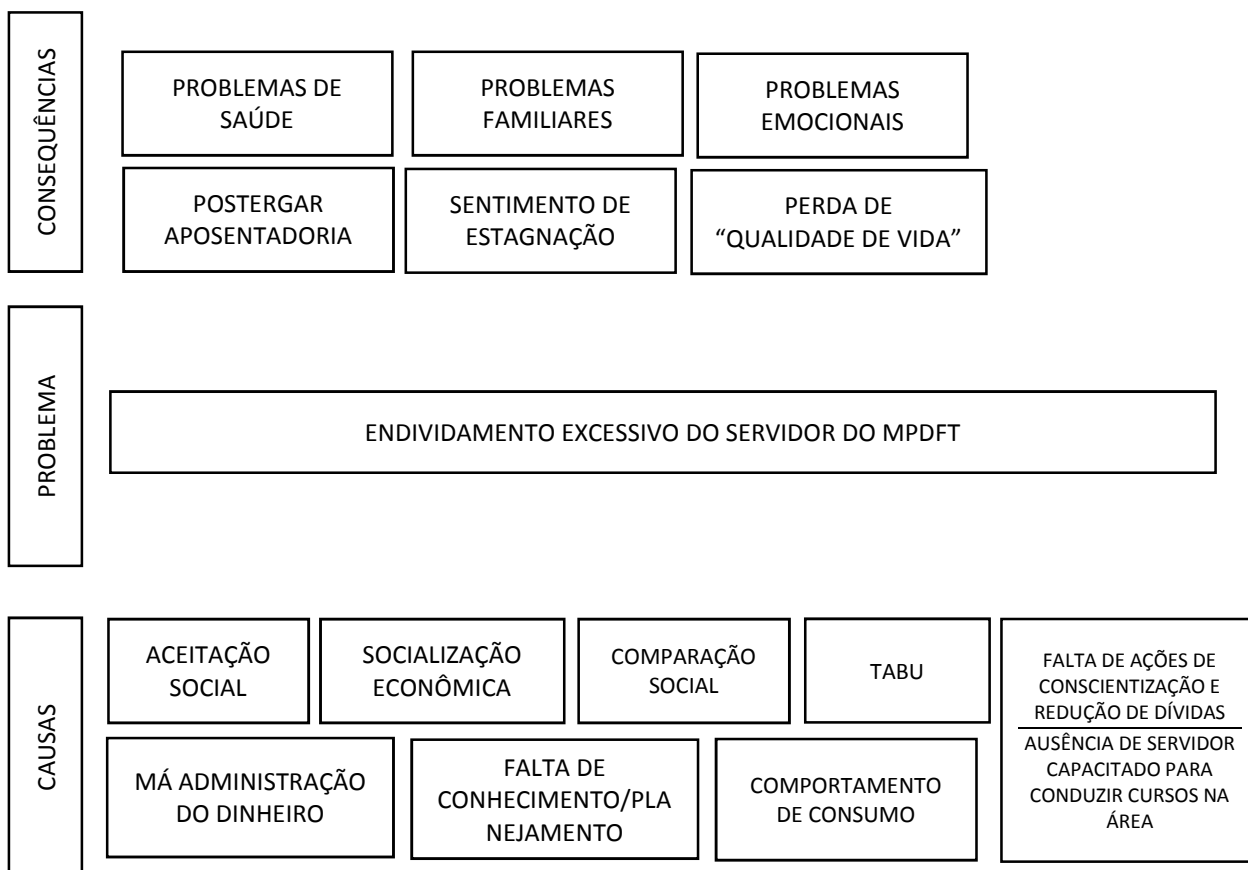 CONSEQUÊNCIAS
PROBLEMAS DE
SAÚDE
PROBLEMAS
FAMILIARES
PROBLEMAS
EMOCIONAIS
POSTERGAR
APOSENTADORIA
SENTIMENTO DE
ESTAGNAÇÃO
PERDA DE
“QUALIDADE DE VIDA”
PROBLEMA
ENDIVIDAMENTO EXCESSIVO DO SERVIDOR DO MPDFT
CAUSAS
ACEITAÇÃO
SOCIAL
SOCIALIZAÇÃO
ECONÔMICA
COMPARAÇÃO
SOCIAL
TABU
FALTA DE AÇÕES DE
CONSCIENTIZAÇÃO E
REDUÇÃO DE DÍVIDAS
AUSÊNCIA DE SERVIDOR
CAPACITADO PARA
CONDUZIR CURSOS NA
ÁREA
MÁ ADMINISTRAÇÃO
DO DINHEIRO
FALTA DE
CONHECIMENTO/PLA
NEJAMENTO
COMPORTAMENTO
DE CONSUMO